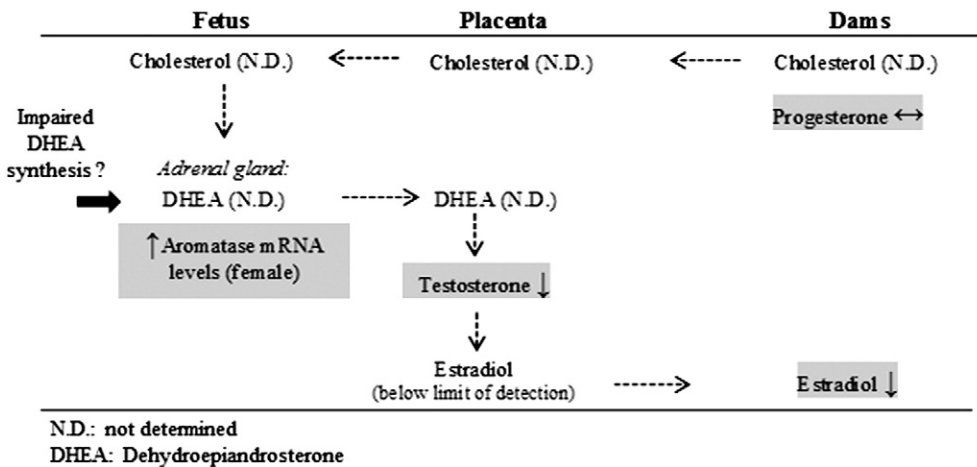 Fetus Placenta Dams
Cholesterol (N.D.) Cholesterol (N.D.) Cholesterol (N.D.)
Progesterone ↔
Impaired
DHEA
synthesis ?
Adrenal gland:
DHEA (N.D.) DHEA (N.D.)
↑ Aromatase mRNA
levels (female)
Testosterone ↓
Estradiol
(below limit of detection)
Estradiol ↓
N.D.: not determined
DHEA: Dehydroepiandrosterone